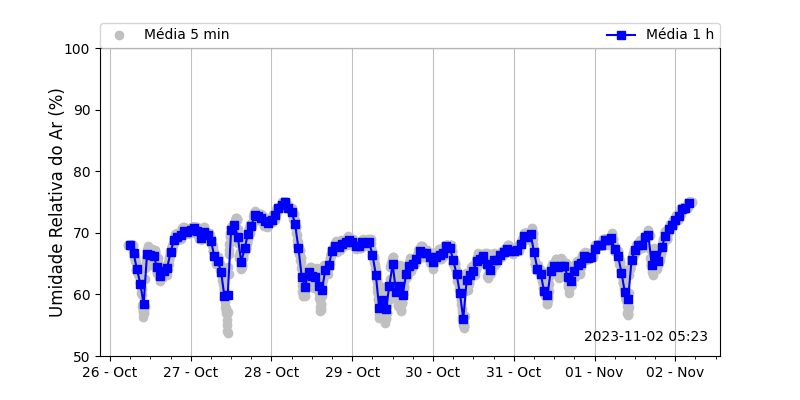 Média 5 min Média 1 h
100
90
80
70
60
50
Umidade Relativa do Ar (%)
2023-11-02 05:23
26 - Oct 27 - Oct 28 - Oct 29 - Oct 30 - Oct 31 - Oct 01 - Nov 02 - Nov